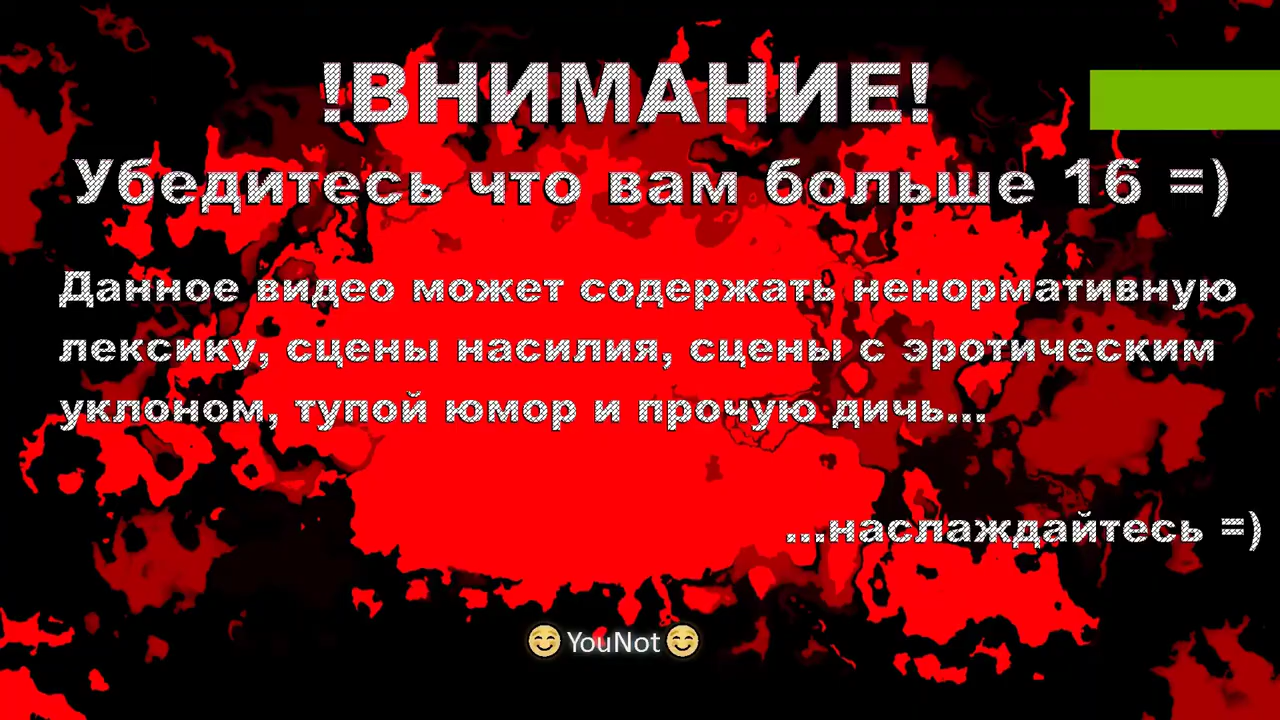 !ВНИМАНИЕ!
Убедитесь что вам больше 16 =)
Данное видео может содержать ненормативную
лексику, сцены насилия, сцены с эротическим
уклоном, тупой юмор и прочую дичь...
...наслаждайтесь =)
😊YouNot😊